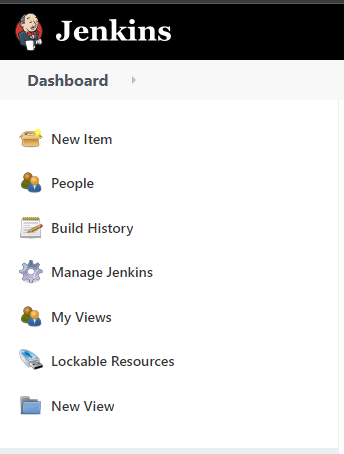 Jenkins
Dashboard
New Item
People
Build History
Manage Jenkins
My Views
Lockable Resources
New View